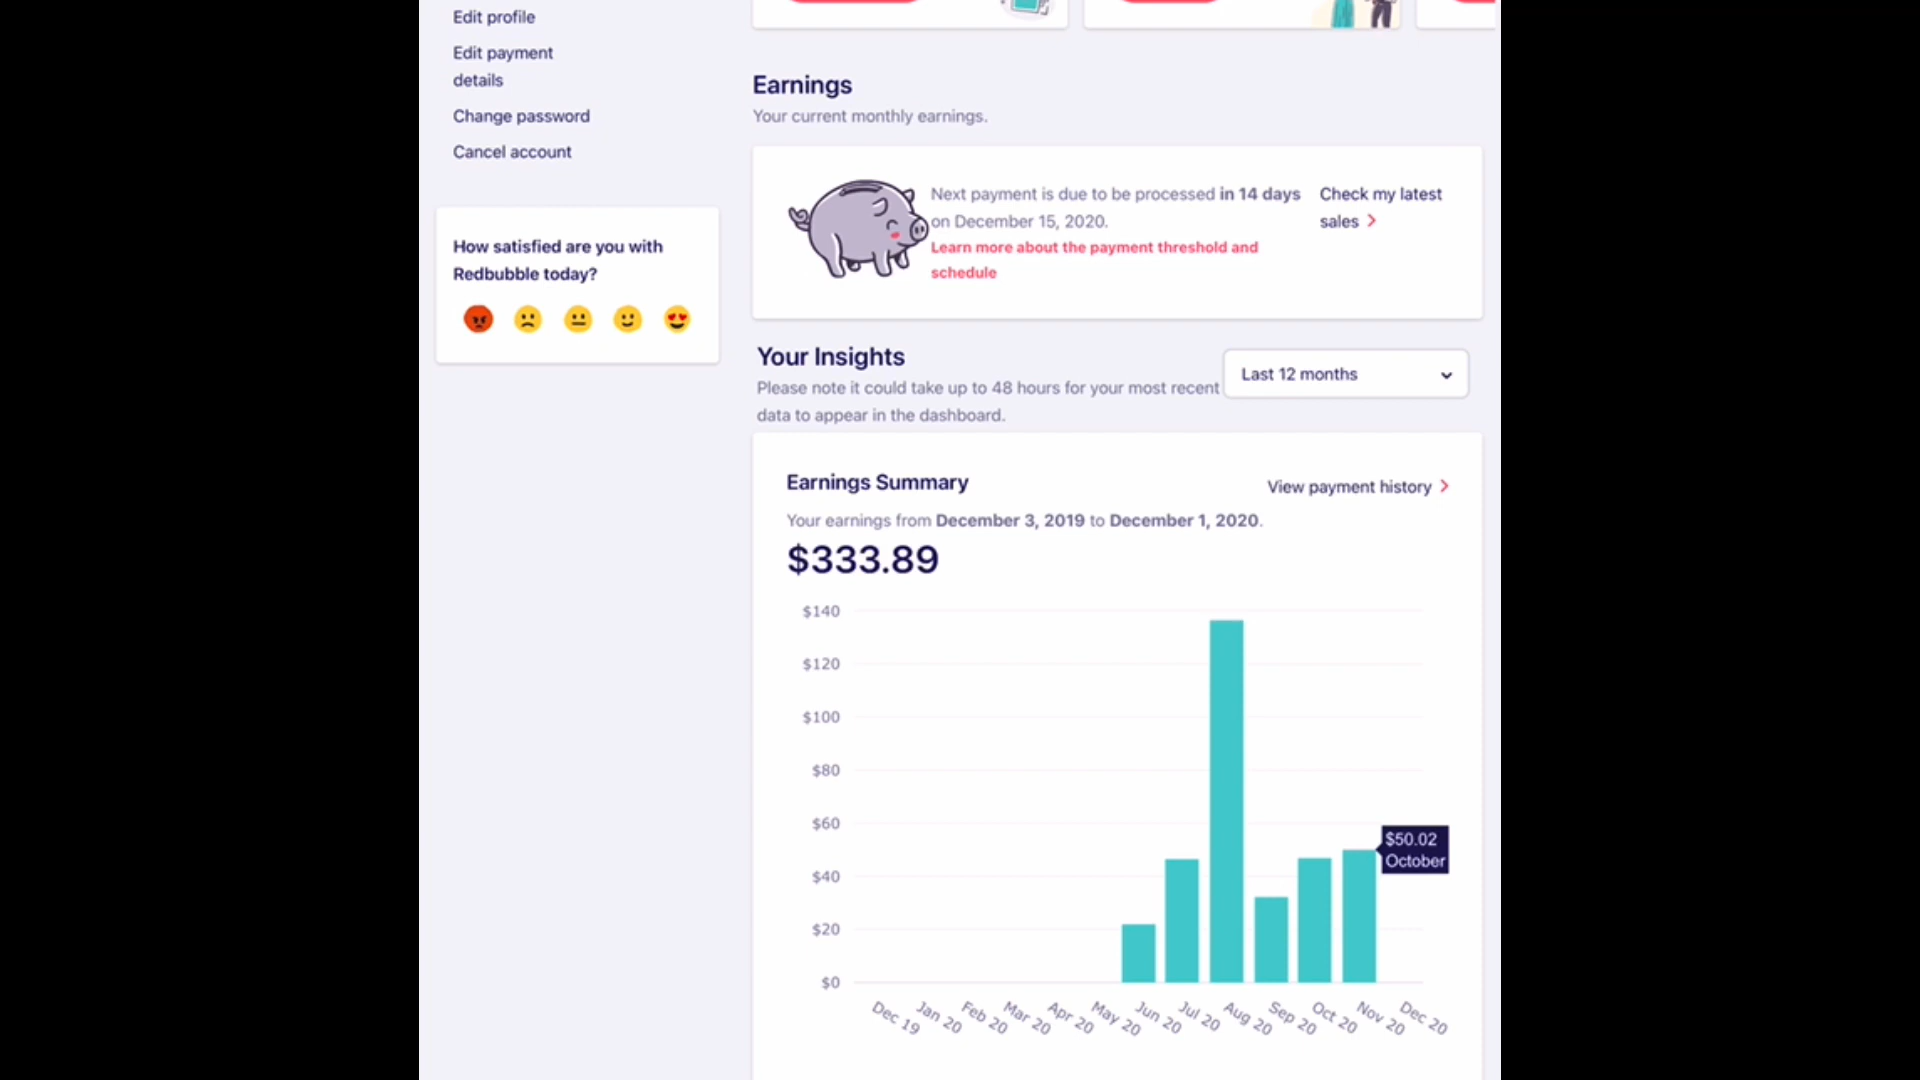 Edit profile
Edit payment
details
Change password
Cancel account
How satisfied are you with
Redbubble today?
Earnings
Your current monthly earnings.
Next payment is due to be processed in 14 days
on December 15, 2020.
Learn more about the payment threshold and
schedule
Check my latest
sales
Your Insights
Please note it could take up to 48 hours for your most recent
data to appear in the dashboard.
Last 12 months
Earnings Summary
View payment history
Your earnings from December 3, 2019 to December 1, 2020.
$333.89
$140
$120
$100
$80
$60
$40
$20
$0
$50.02
October
Dec 19
Jan 20
Feb 20
Mar 20
Apr 20
May 20
Jun 20
Jul 20
Aug 20
Sep 20
Oct 20
Nov 20
Dec 20